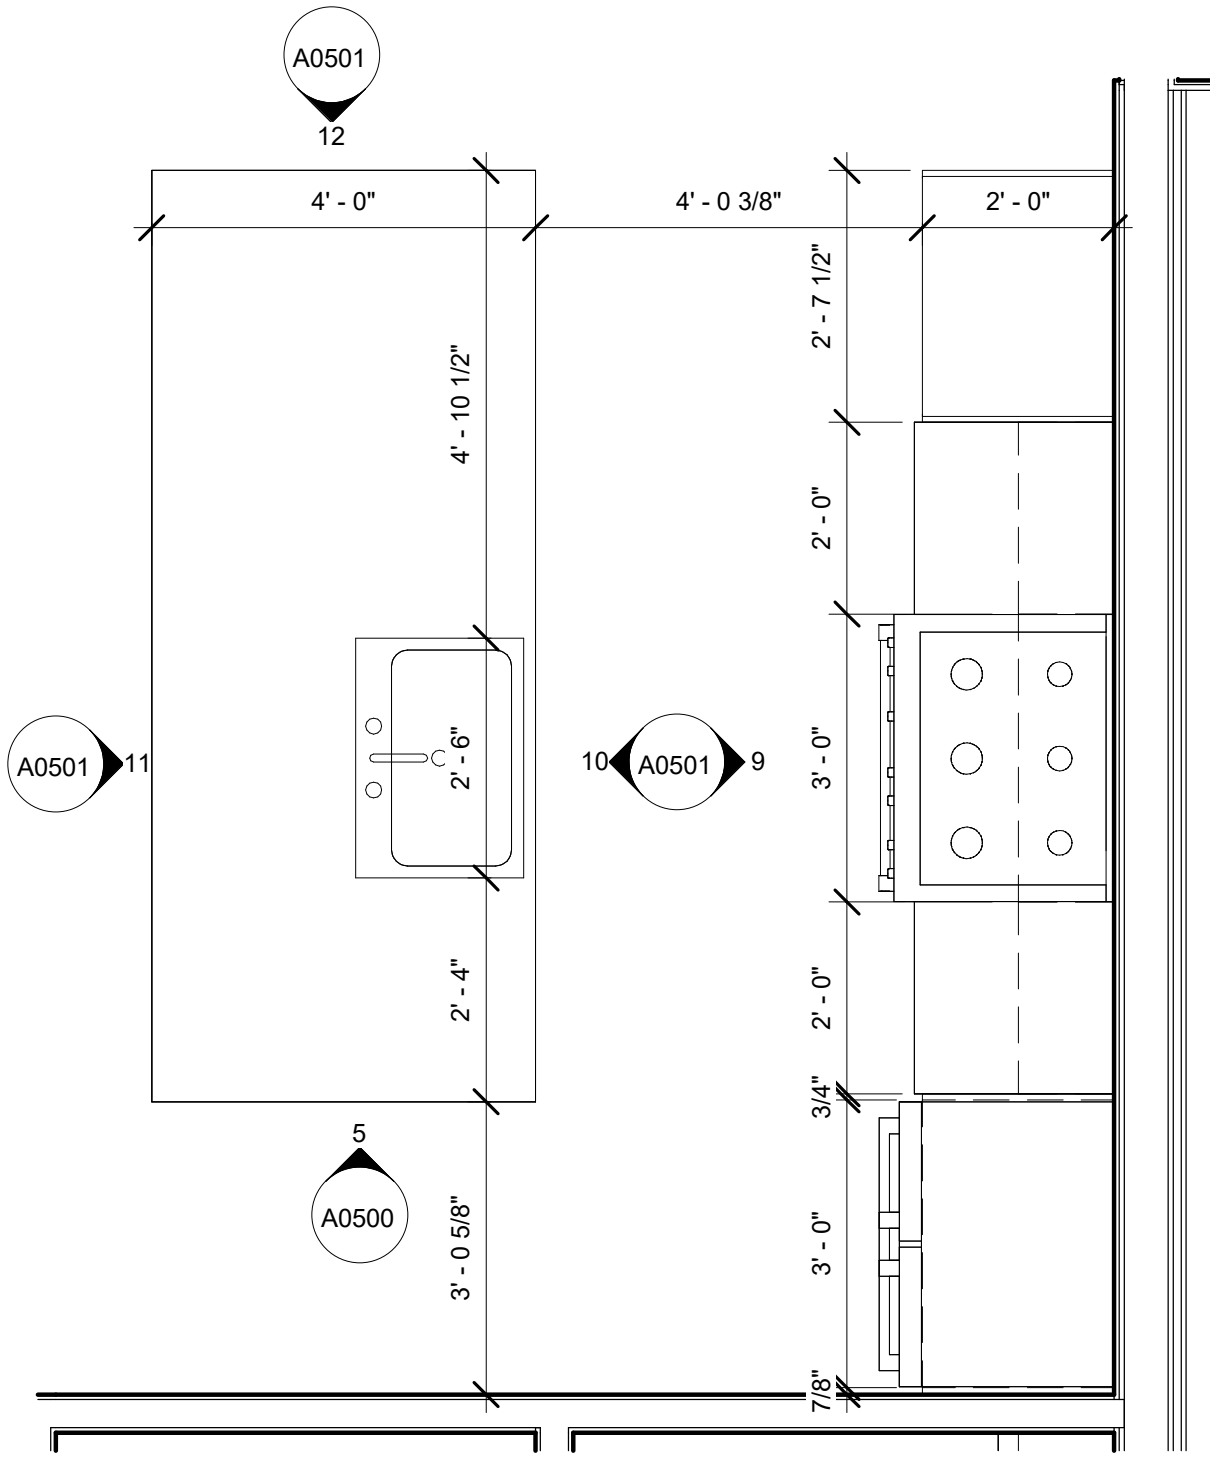 A0501
12
4' - 0"
4' - 0 3/8"
2' - 0"
2' - 7 1/2"
4' - 10 1/2"
2' - 0"
A0501
11
2' - 6"
10
A0501
9
3' - 0"
2' - 4"
2' - 0"
3/4"
5
A0500
3' - 0 5/8"
3' - 0"
7/8"